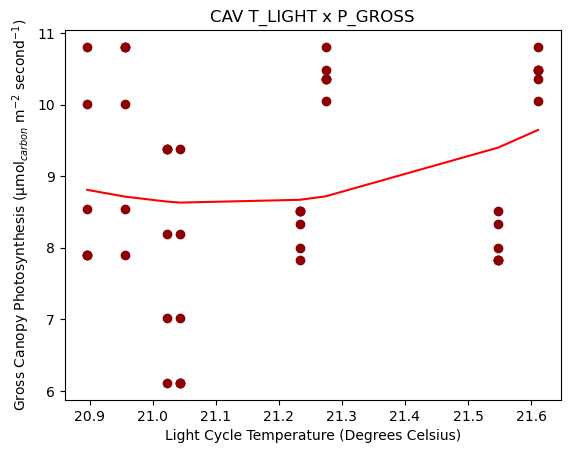 CAV T_LIGHT x P_GROSS
Gross Canopy Photosynthesis (µmol_carbon m⁻² second⁻¹)
11
10
9
8
7
6
20.9 21.0 21.1 21.2 21.3 21.4 21.5 21.6
Light Cycle Temperature (Degrees Celsius)